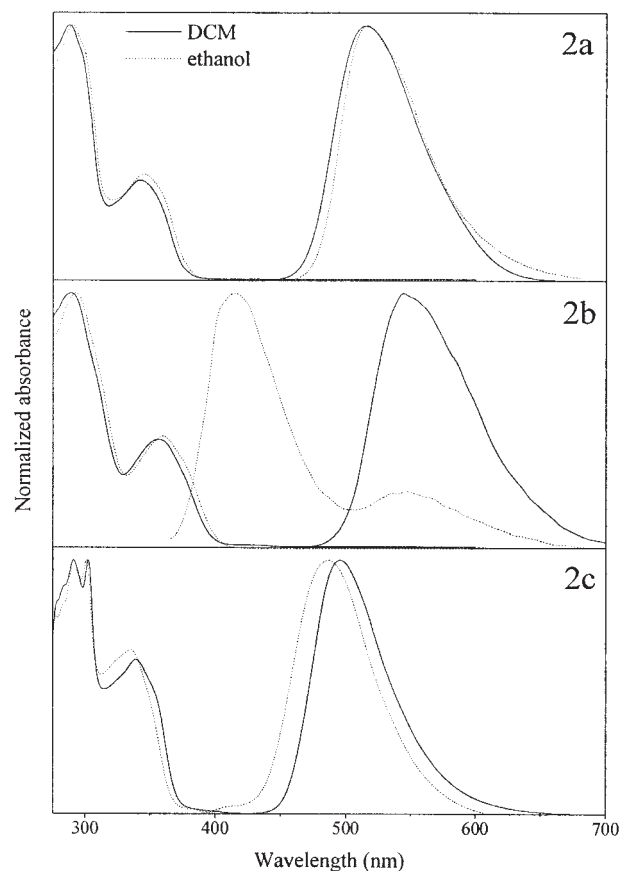 DCM
ethanol
2a
2b
2c
Normalized absorbance
300
400
500
600
700
Wavelength (nm)